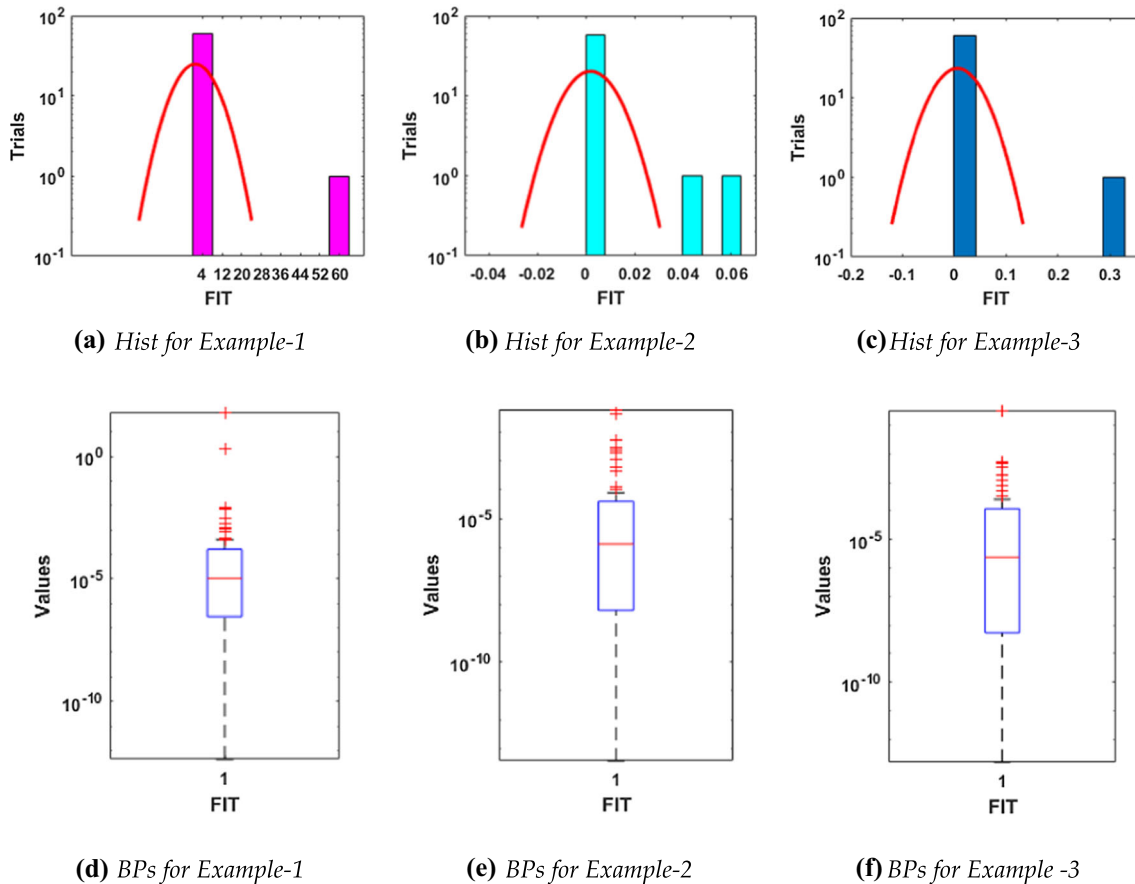 10^2
10^1
10^0
10^-1
Trials
4 12 20 28 36 44 52 60
FIT
(a) Hist for Example-1
10^2
10^1
10^0
10^-1
Trials
-0.04 -0.02 0 0.02 0.04 0.06
FIT
(b) Hist for Example-2
10^2
10^1
10^0
10^-1
Trials
-0.2 -0.1 0 0.1 0.2 0.3
FIT
(c) Hist for Example-3
10^0
10^-5
10^-10
Values
1
FIT
(d) BPs for Example-1
10^-5
10^-10
Values
1
FIT
(e) BPs for Example-2
10^-5
10^-10
Values
1
FIT
(f) BPs for Example -3